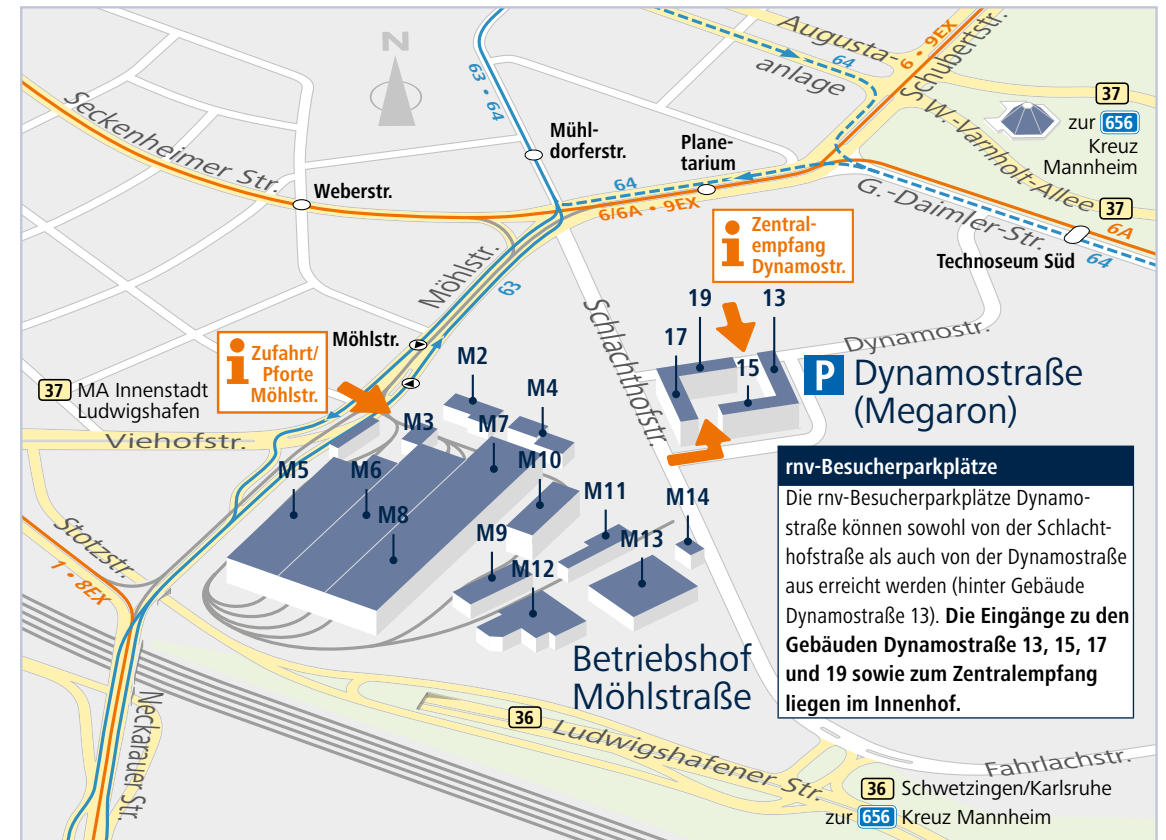 Augusta-
anlage
64
6 • 9EX
Schubertstr.
N
63 • 64
37
zur 656
Kreuz
Mannheim
W.-Varnholt-Allee
37
Seckenheimer Str.
Mühl-
dorferstr.
Plane-
tarium
Weberstr.
64
6/6A • 9EX
G.-Daimler-Str.
6A
64
Technoseum Süd
Zentral-
empfang
Dynamostr.
Möhlstr.
63
Schlachthofstr.
19
13
17
15
Dynamostr.
P Dynamostraße
(Megaron)
Zufahrt/
Pforte
Möhlstr.
Möhlstr.
37 MA Innenstadt
Ludwigshafen
Viehofstr.
M2
M4
M3
M7
M5
M6
M10
M8
M11
M14
M9
M13
M12
Stotzstr.
1 • 8EX
Betriebshof
Möhlstraße
rnv-Besucherparkplätze
Die rnv-Besucherparkplätze Dynamo-
straße können sowohl von der Schlacht-
hofstraße als auch von der Dynamostraße
aus erreicht werden (hinter Gebäude
Dynamostraße 13). Die Eingänge zu den
Gebäuden Dynamostraße 13, 15, 17
und 19 sowie zum Zentralempfang
liegen im Innenhof.
Neckarauer Str.
36
Ludwigshafener Str.
Fahrlachstr.
36 Schwetzingen/Karlsruhe
zur 656 Kreuz Mannheim